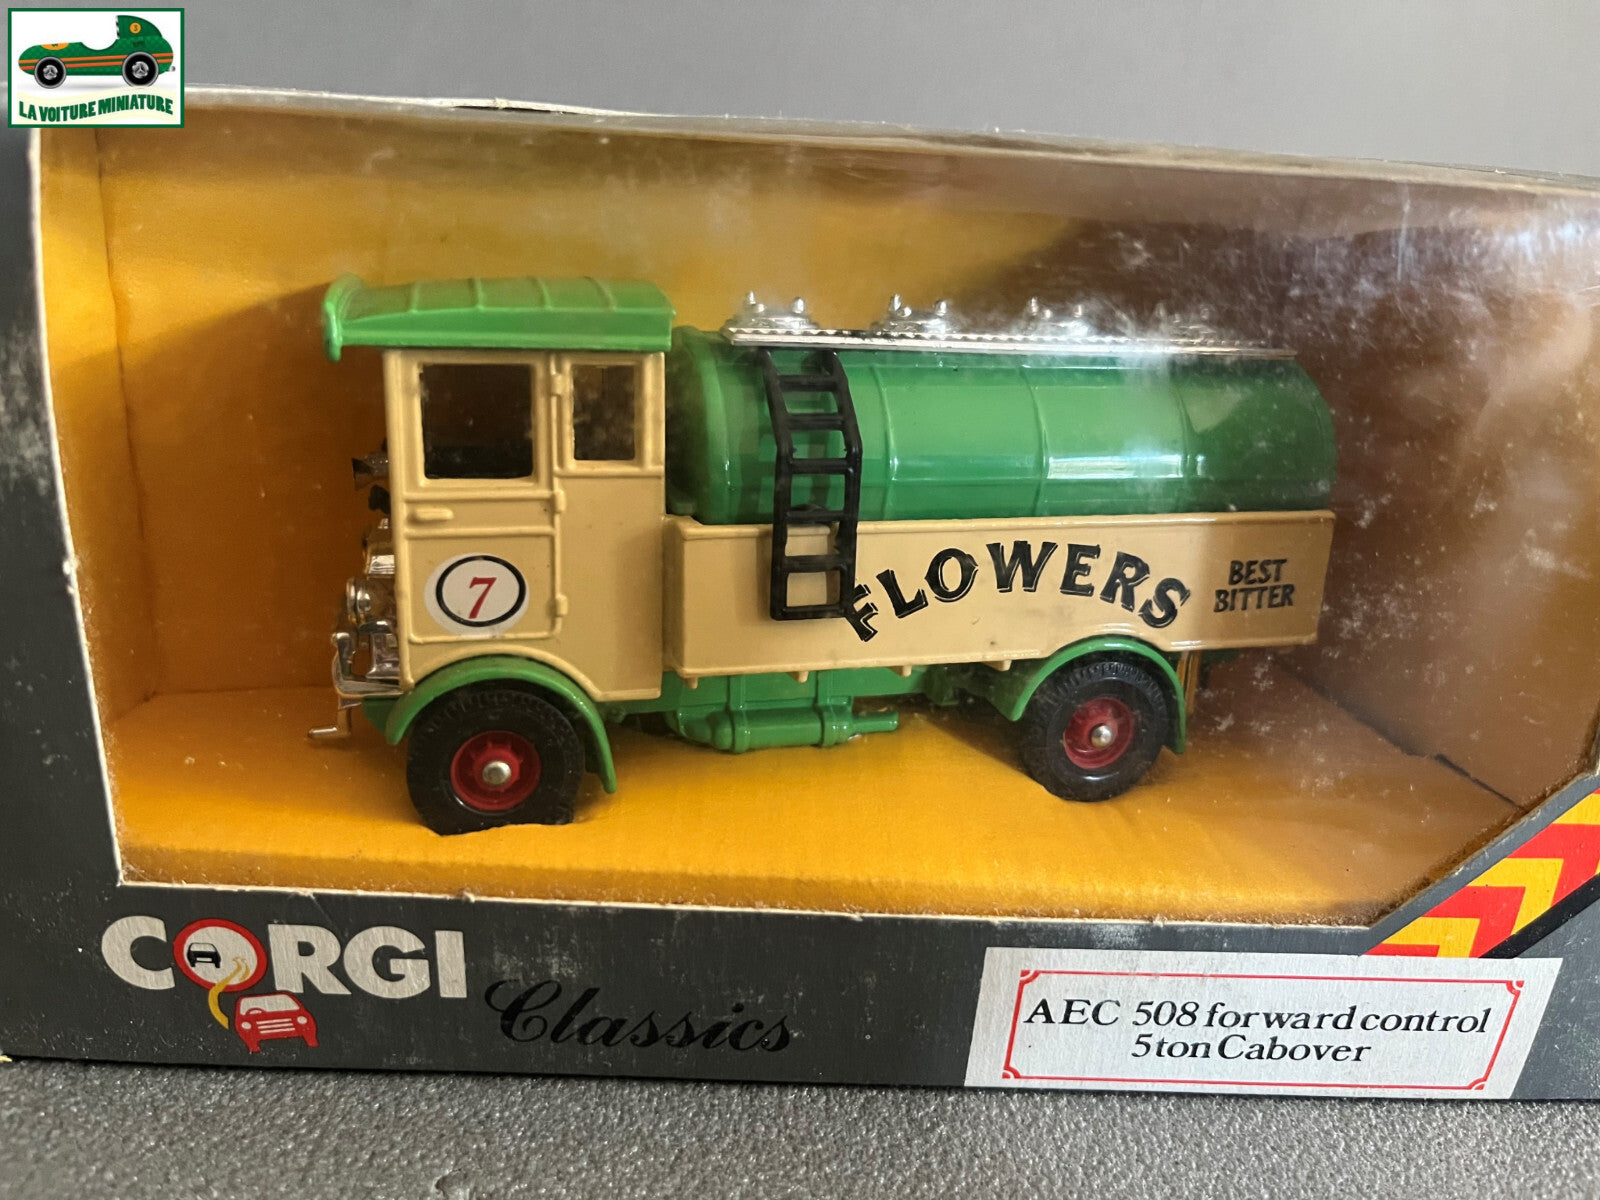 LA VOITURE MINIATURE
7
FLOWERS
BEST
BITTER
CORGI
Classics
AEC 508 forward control
5 ton Cabover